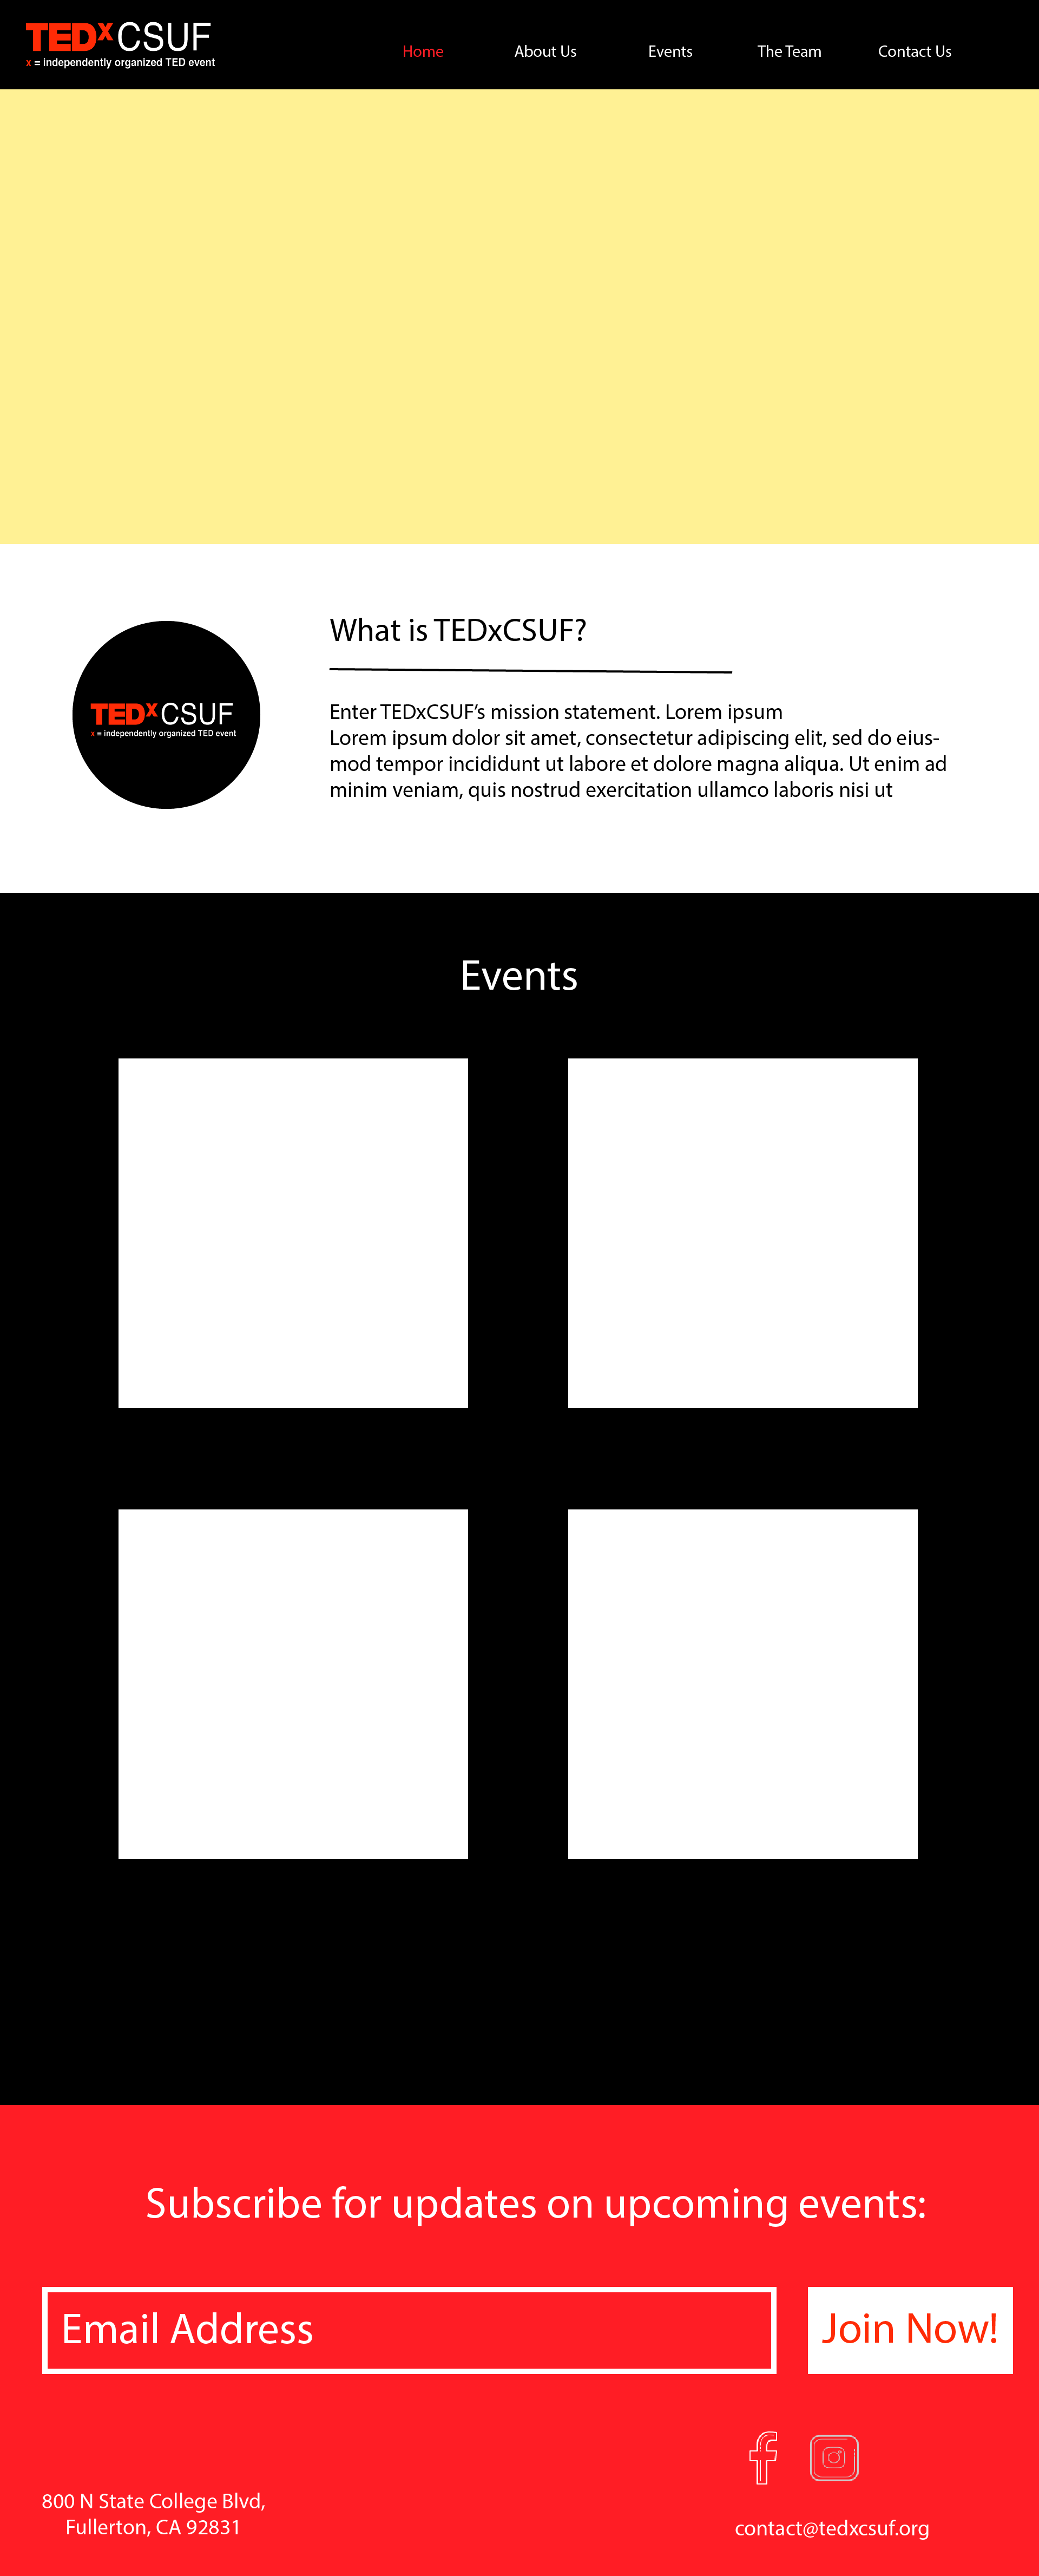 TEDxCSUF
x = independently organized TED event
Home About Us Events The Team Contact Us
What is TEDxCSUF?
TEDxCSUF
x = independently organized TED event
Enter TEDxCSUF’s mission statement. Lorem ipsum
Lorem ipsum dolor sit amet, consectetur adipiscing elit, sed do eius-
mod tempor incididunt ut labore et dolore magna aliqua. Ut enim ad
minim veniam, quis nostrud exercitation ullamco laboris nisi ut
Events
Subscribe for updates on upcoming events:
Email Address
Join Now!
800 N State College Blvd,
Fullerton, CA 92831
contact@tedxcsuf.org